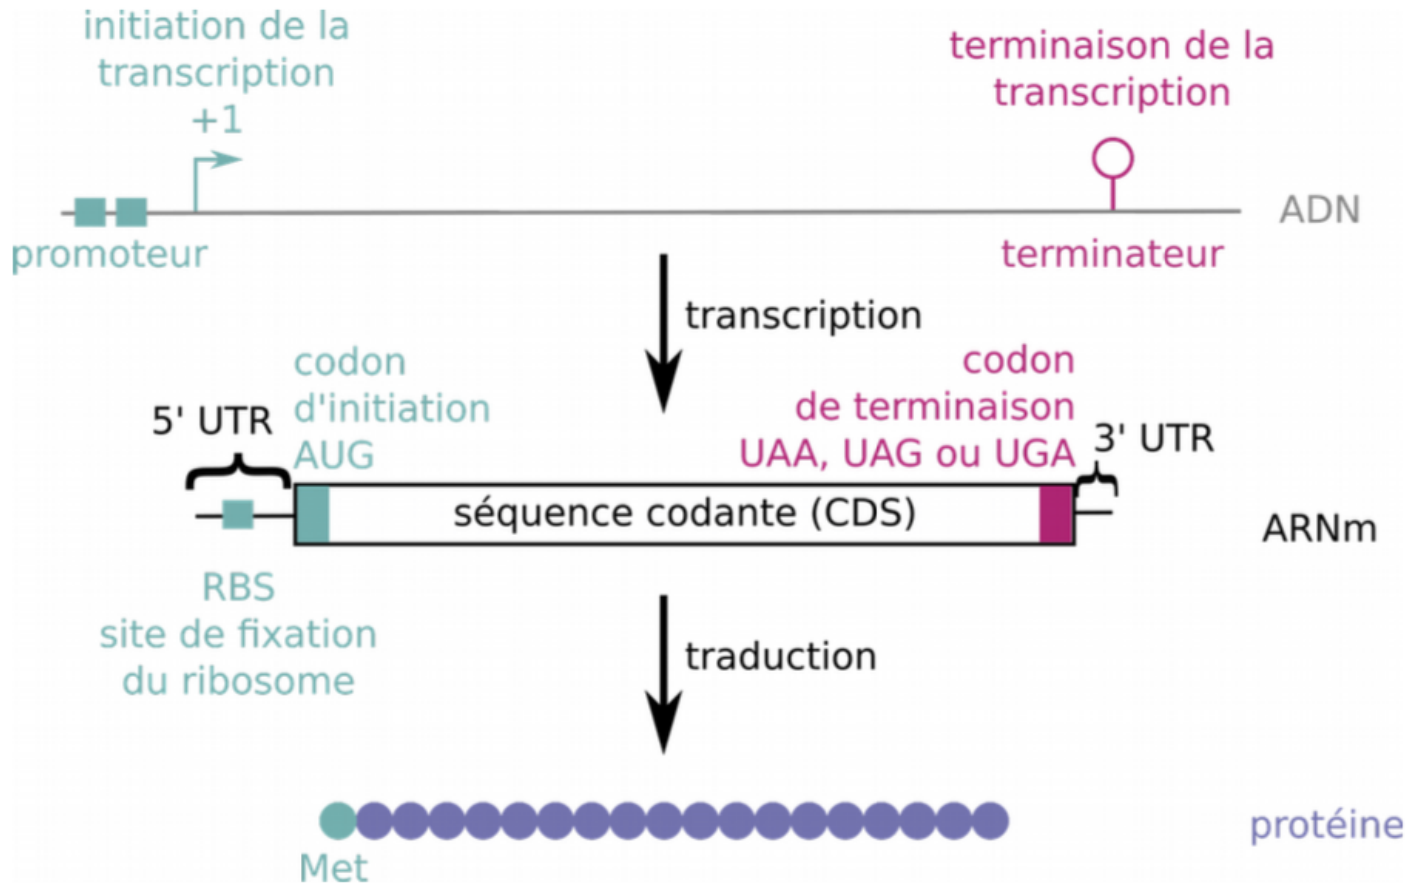 initiation de la
transcription
+1
terminaison de la
transcription
ADN
promoteur
terminateur
transcription
codon
d'initiation
AUG
codon
de terminaison
UAA, UAG ou UGA
5' UTR
3' UTR
séquence codante (CDS)
ARNm
RBS
site de fixation
du ribosome
traduction
protéine
Met